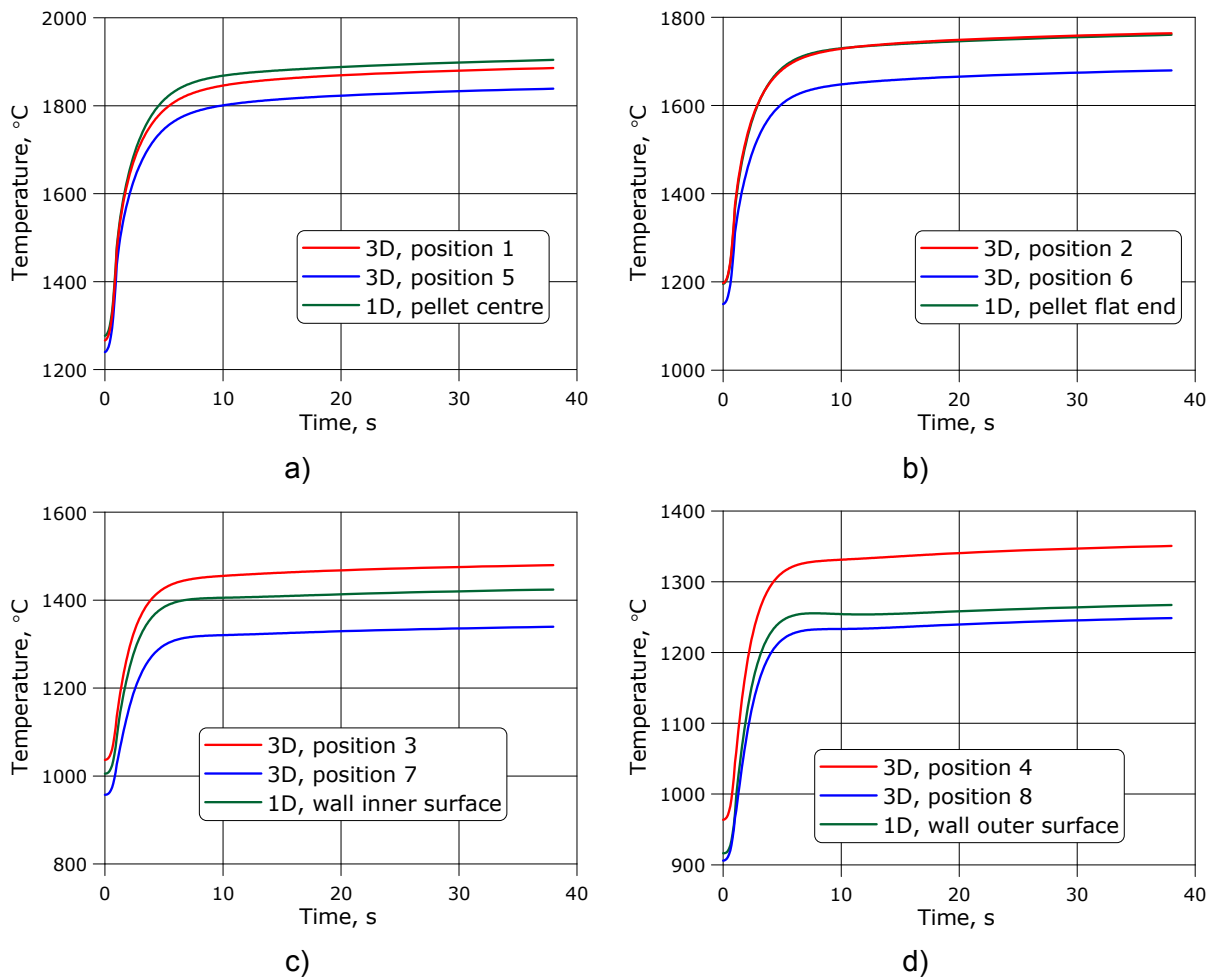 2000
1800
1600
1400
1200
Temperature, °C
3D, position 1
3D, position 5
1D, pellet centre
0 10 20 30 40
Time, s
a)
1800
1600
1400
1200
1000
Temperature, °C
3D, position 2
3D, position 6
1D, pellet flat end
0 10 20 30 40
Time, s
b)
1600
1400
1200
1000
800
Temperature, °C
3D, position 3
3D, position 7
1D, wall inner surface
0 10 20 30 40
Time, s
c)
1400
1300
1200
1100
1000
900
Temperature, °C
3D, position 4
3D, position 8
1D, wall outer surface
0 10 20 30 40
Time, s
d)